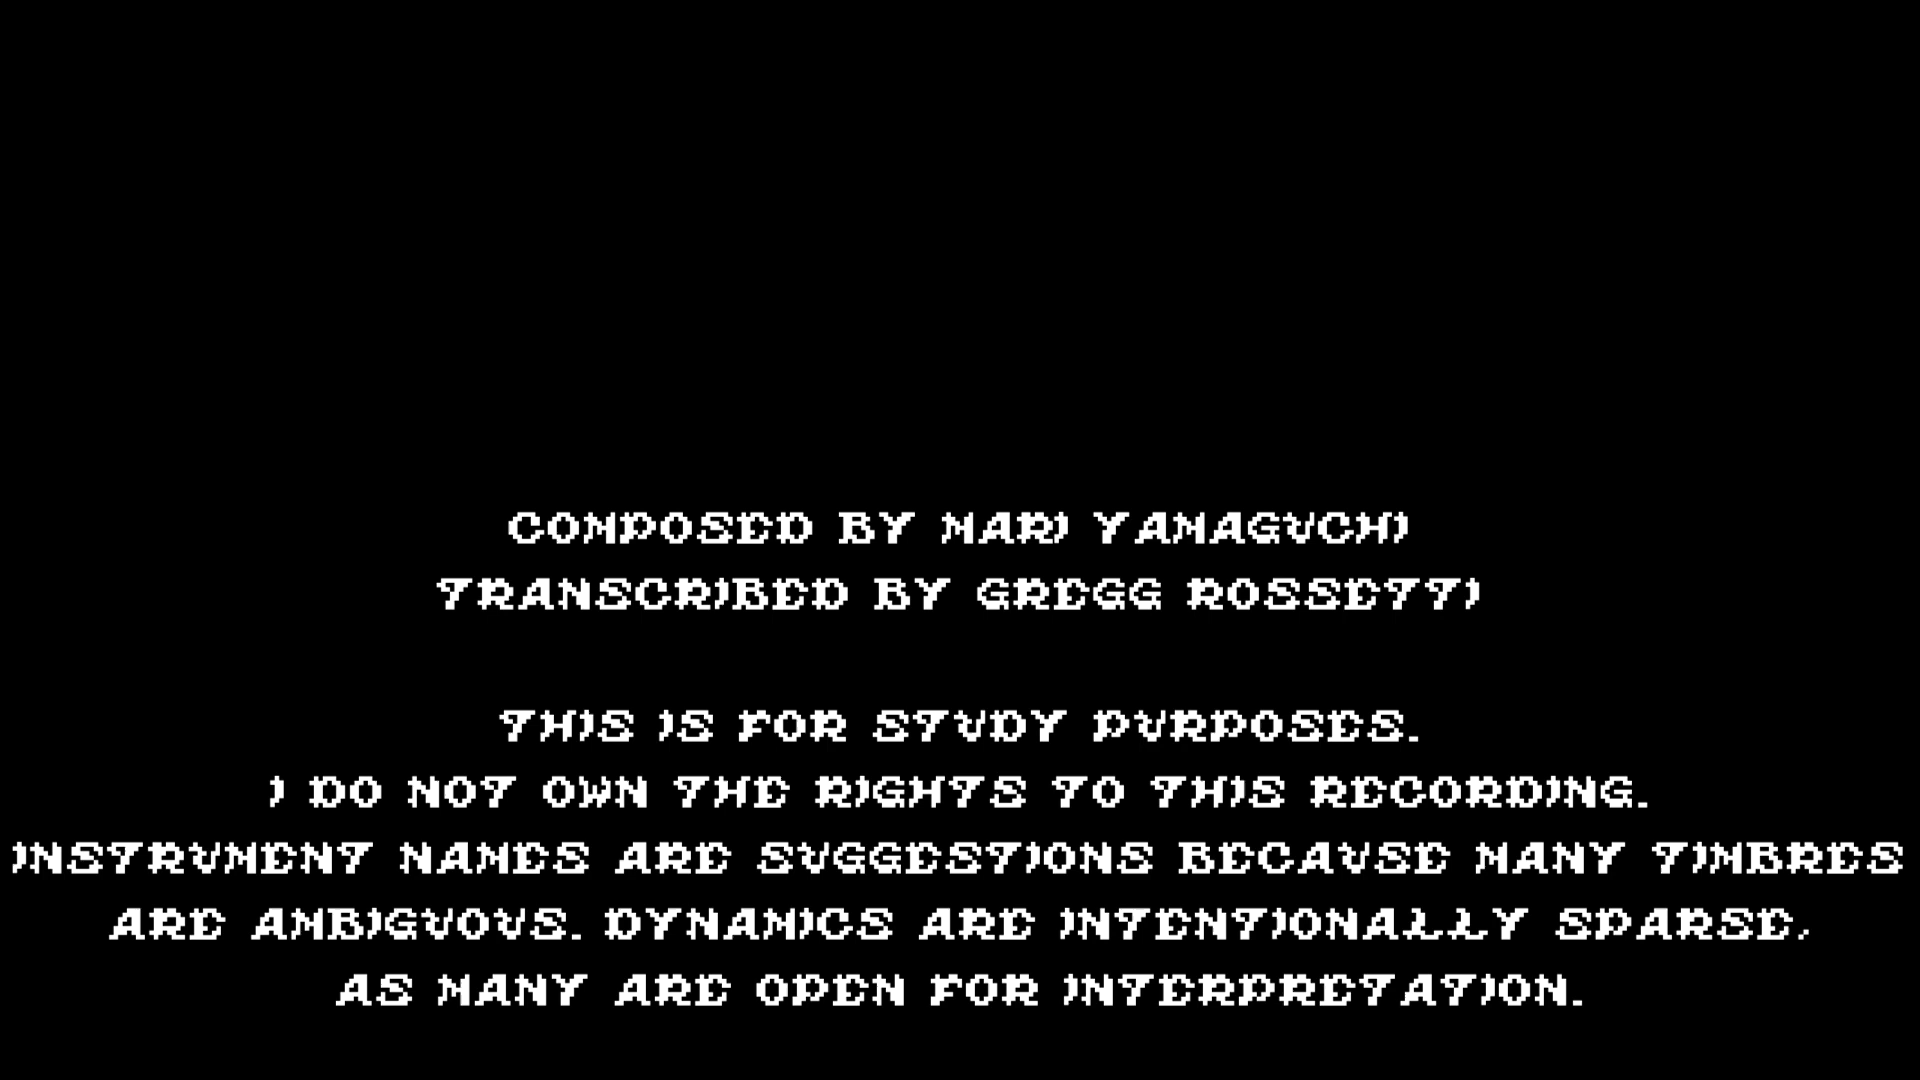 COMPOSED BY MARI YAMAGUCHI
TRANSCRIBED BY GREGG ROSSETTI
THIS IS FOR STUDY PURPOSES.
I DO NOT OWN THE RIGHTS TO THIS RECORDING.
INSTRUMENT NAMES ARE SUGGESTIONS BECAUSE MANY TIMBRES
ARE AMBIGUOUS. DYNAMICS ARE INTENTIONALLY SPARSE,
AS MANY ARE OPEN FOR INTERPRETATION.